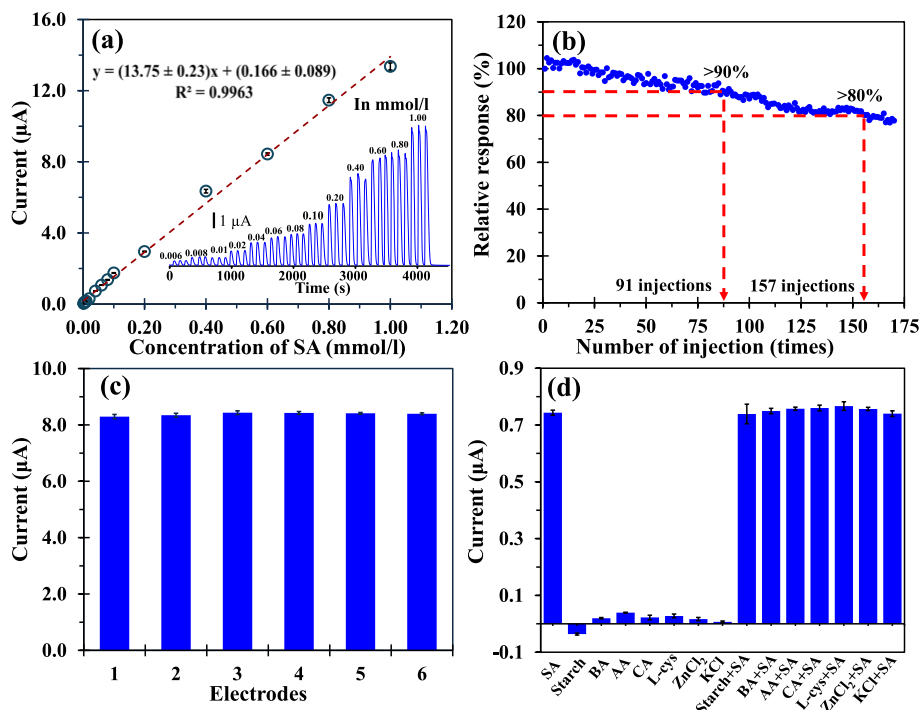 (a)
y = (13.75 ± 0.23)x + (0.166 ± 0.089)
R² = 0.9963
In mmol/l
16.0
12.0
8.0
4.0
0.0
Current (µA)
0.00
0.20
0.40
0.60
0.80
1.00
1.20
Concentration of SA (mmol/l)
0.006
0.008
0.01
0.02
0.04
0.06
0.08
0.10
0.20
0.40
0.60
0.80
1.00
1 µA
0
1000
2000
3000
4000
Time (s)
(b)
120
100
80
60
40
20
0
Relative response (%)
>90%
>80%
91 injections
157 injections
0
25
50
75
100
125
150
175
Number of injection (times)
(c)
10.0
8.0
6.0
4.0
2.0
0.0
Current (µA)
1
2
3
4
5
6
Electrodes
(d)
0.9
0.7
0.5
0.3
0.1
-0.1
Current (µA)
SA
Starch
BA
AA
CA
L-cys
ZnCl₂
KCl
Starch+SA
BA+SA
AA+SA
CA+SA
L-cys+SA
ZnCl₂+SA
KCl+SA